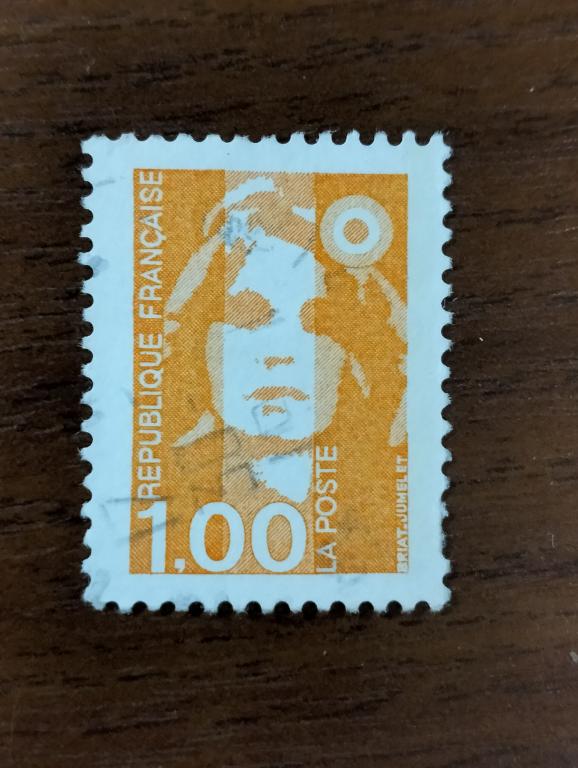 REPUBLIQUE FRANÇAISE
1,00
LA POSTE
BRIAT.JUMELET